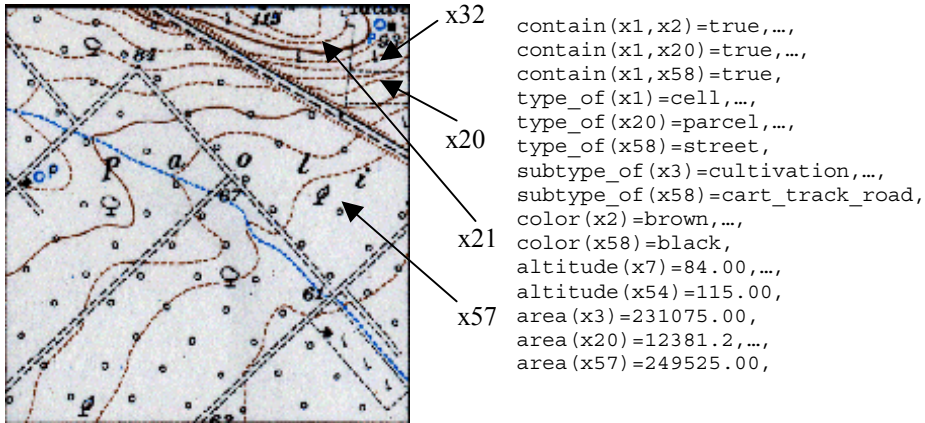 x32
x20
x21
x57
115
84
P
p
p a o l i
67
61
contain(x1,x2)=true,…,
contain(x1,x20)=true,…,
contain(x1,x58)=true,
type_of(x1)=cell,…,
type_of(x20)=parcel,…,
type_of(x58)=street,
subtype_of(x3)=cultivation,…,
subtype_of(x58)=cart_track_road,
color(x2)=brown,…,
color(x58)=black,
altitude(x7)=84.00,…,
altitude(x54)=115.00,
area(x3)=231075.00,
area(x20)=12381.2,…,
area(x57)=249525.00,